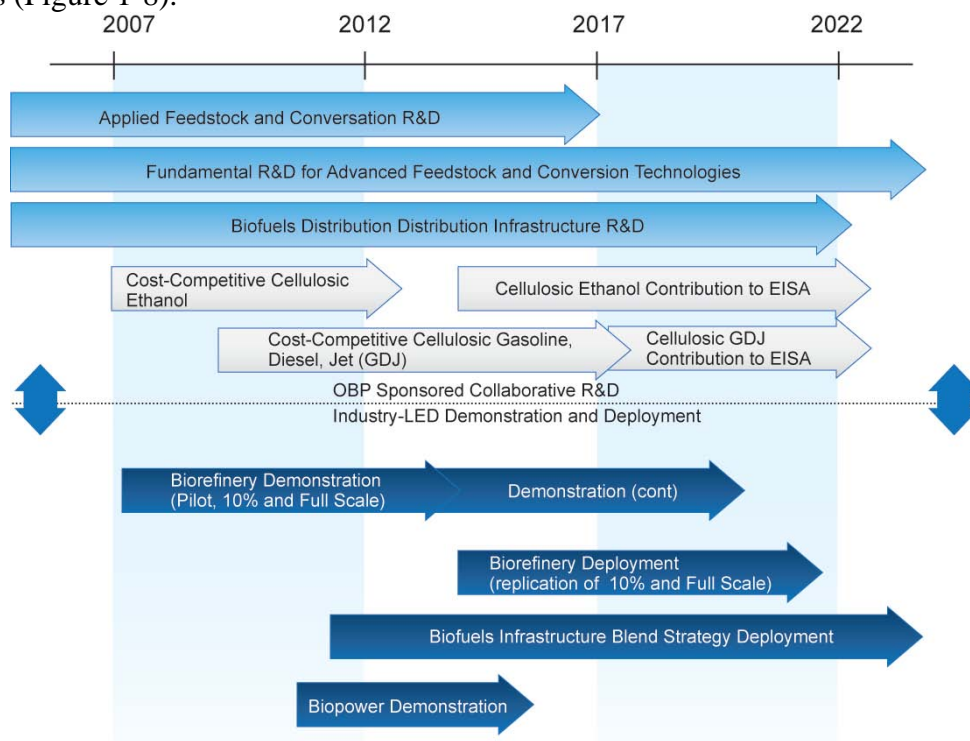 s (Figure 1-8).
2007 2012 2017 2022
Applied Feedstock and Conversation R&D
Fundamental R&D for Advanced Feedstock and Conversion Technologies
Biofuels Distribution Distribution Infrastructure R&D
Cost-Competitive Cellulosic
Ethanol
Cellulosic Ethanol Contribution to EISA
Cost-Competitive Cellulosic Gasoline,
Diesel, Jet (GDJ)
Cellulosic GDJ
Contribution to EISA
OBP Sponsored Collaborative R&D
Industry-LED Demonstration and Deployment
Biorefinery Demonstration
(Pilot, 10% and Full Scale)
Demonstration (cont)
Biorefinery Deployment
(replication of 10% and Full Scale)
Biofuels Infrastructure Blend Strategy Deployment
Biopower Demonstration